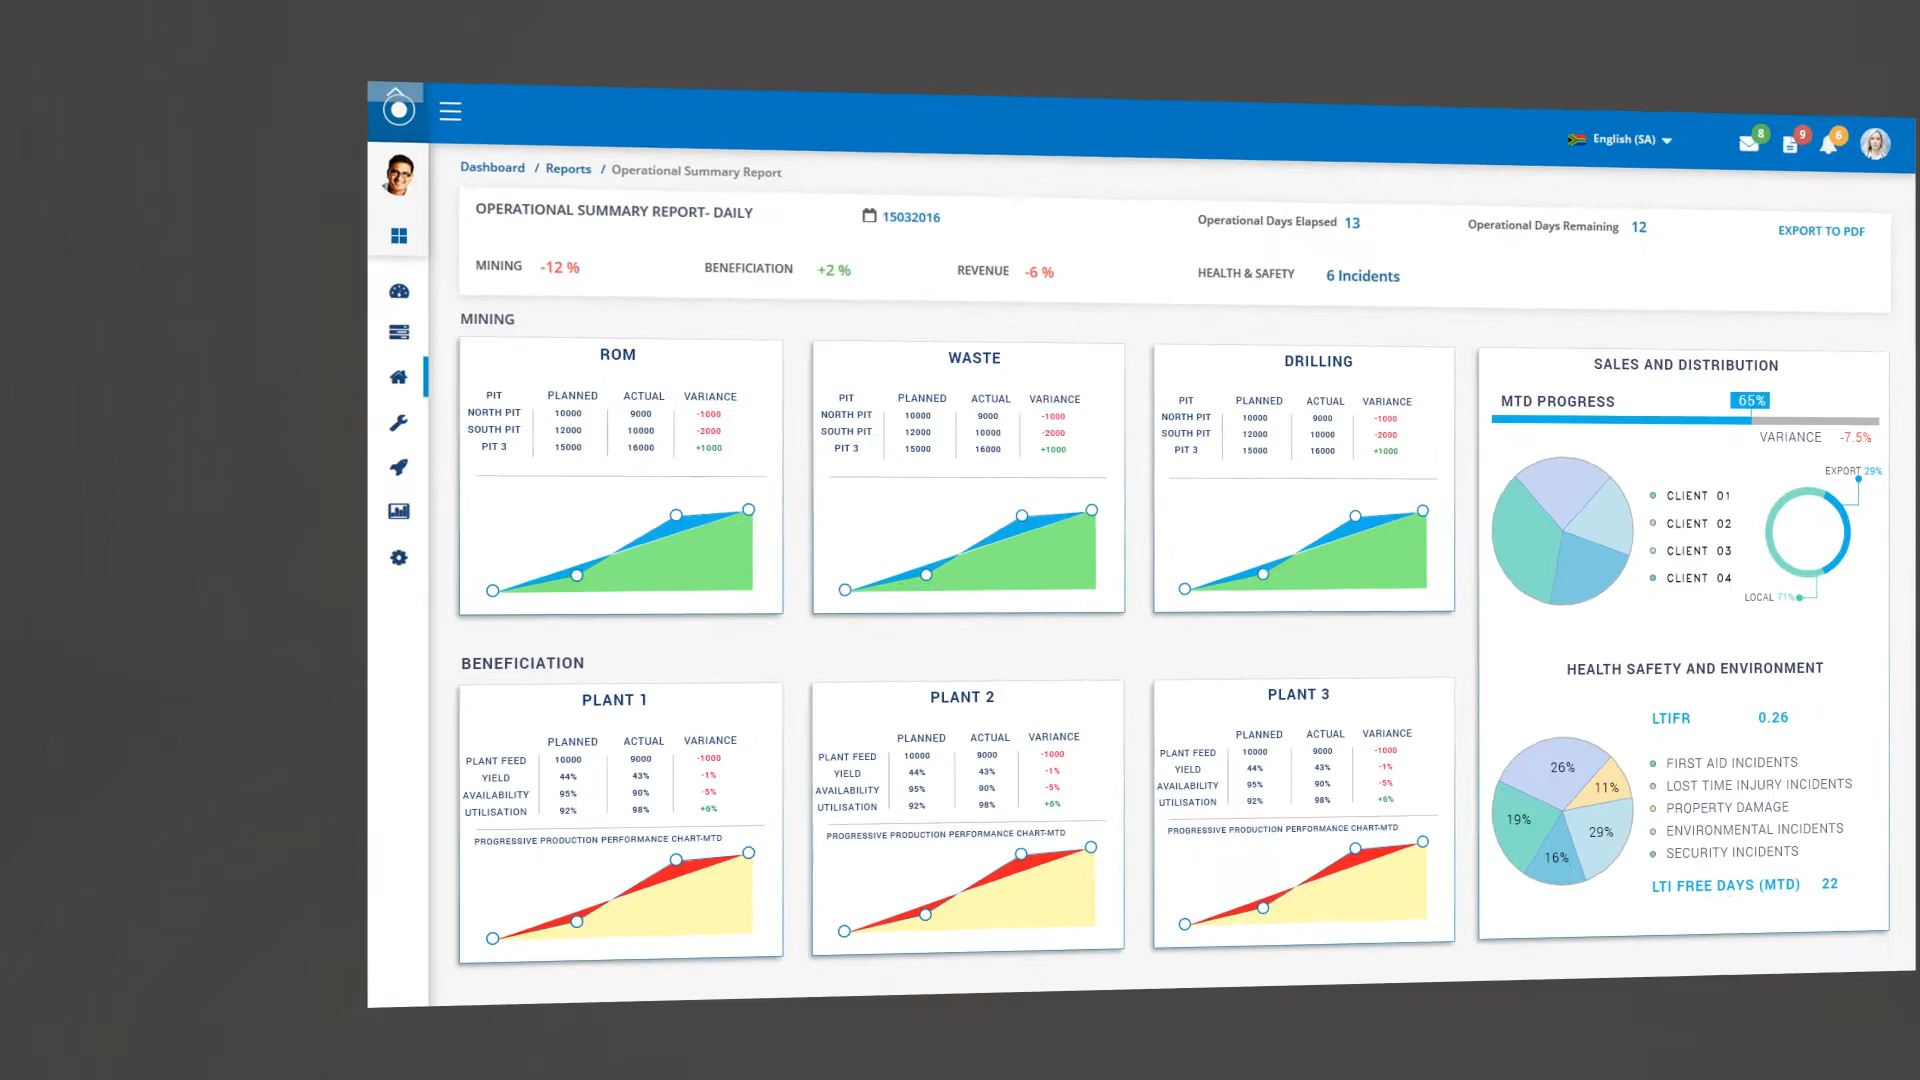 English (SA)
8
9
6
Dashboard / Reports / Operational Summary Report
OPERATIONAL SUMMARY REPORT- DAILY
15032016
Operational Days Elapsed 13
Operational Days Remaining 12
EXPORT TO PDF
MINING -12 %
BENEFICIATION +2 %
REVENUE -6 %
HEALTH & SAFETY 6 Incidents
MINING
ROM
PIT PLANNED ACTUAL VARIANCE
NORTH PIT 10000 9000 -1000
SOUTH PIT 12000 10000 -2000
PIT 3 15000 16000 +1000
WASTE
PIT PLANNED ACTUAL VARIANCE
NORTH PIT 10000 9000 -1000
SOUTH PIT 12000 10000 -2000
PIT 3 15000 16000 +1000
DRILLING
PIT PLANNED ACTUAL VARIANCE
NORTH PIT 10000 9000 -1000
SOUTH PIT 12000 10000 -2000
PIT 3 15000 16000 +1000
SALES AND DISTRIBUTION
MTD PROGRESS 65%
VARIANCE -7.5%
EXPORT 29%
CLIENT 01
CLIENT 02
CLIENT 03
CLIENT 04
LOCAL 71%
BENEFICIATION
PLANT 1
PLANNED ACTUAL VARIANCE
PLANT FEED 10000 9000 -1000
YIELD 44% 43% -1%
AVAILABILITY 95% 90% -5%
UTILISATION 92% 98% +6%
PROGRESSIVE PRODUCTION PERFORMANCE CHART-MTD
PLANT 2
PLANNED ACTUAL VARIANCE
PLANT FEED 10000 9000 -1000
YIELD 44% 43% -1%
AVAILABILITY 95% 90% -5%
UTILISATION 92% 98% +6%
PROGRESSIVE PRODUCTION PERFORMANCE CHART-MTD
PLANT 3
PLANNED ACTUAL VARIANCE
PLANT FEED 10000 9000 -1000
YIELD 44% 43% -1%
AVAILABILITY 95% 90% -5%
UTILISATION 92% 98% +6%
PROGRESSIVE PRODUCTION PERFORMANCE CHART-MTD
HEALTH SAFETY AND ENVIRONMENT
LTIFR 0.26
26%
11%
19%
29%
16%
FIRST AID INCIDENTS
LOST TIME INJURY INCIDENTS
PROPERTY DAMAGE
ENVIRONMENTAL INCIDENTS
SECURITY INCIDENTS
LTI FREE DAYS (MTD) 22